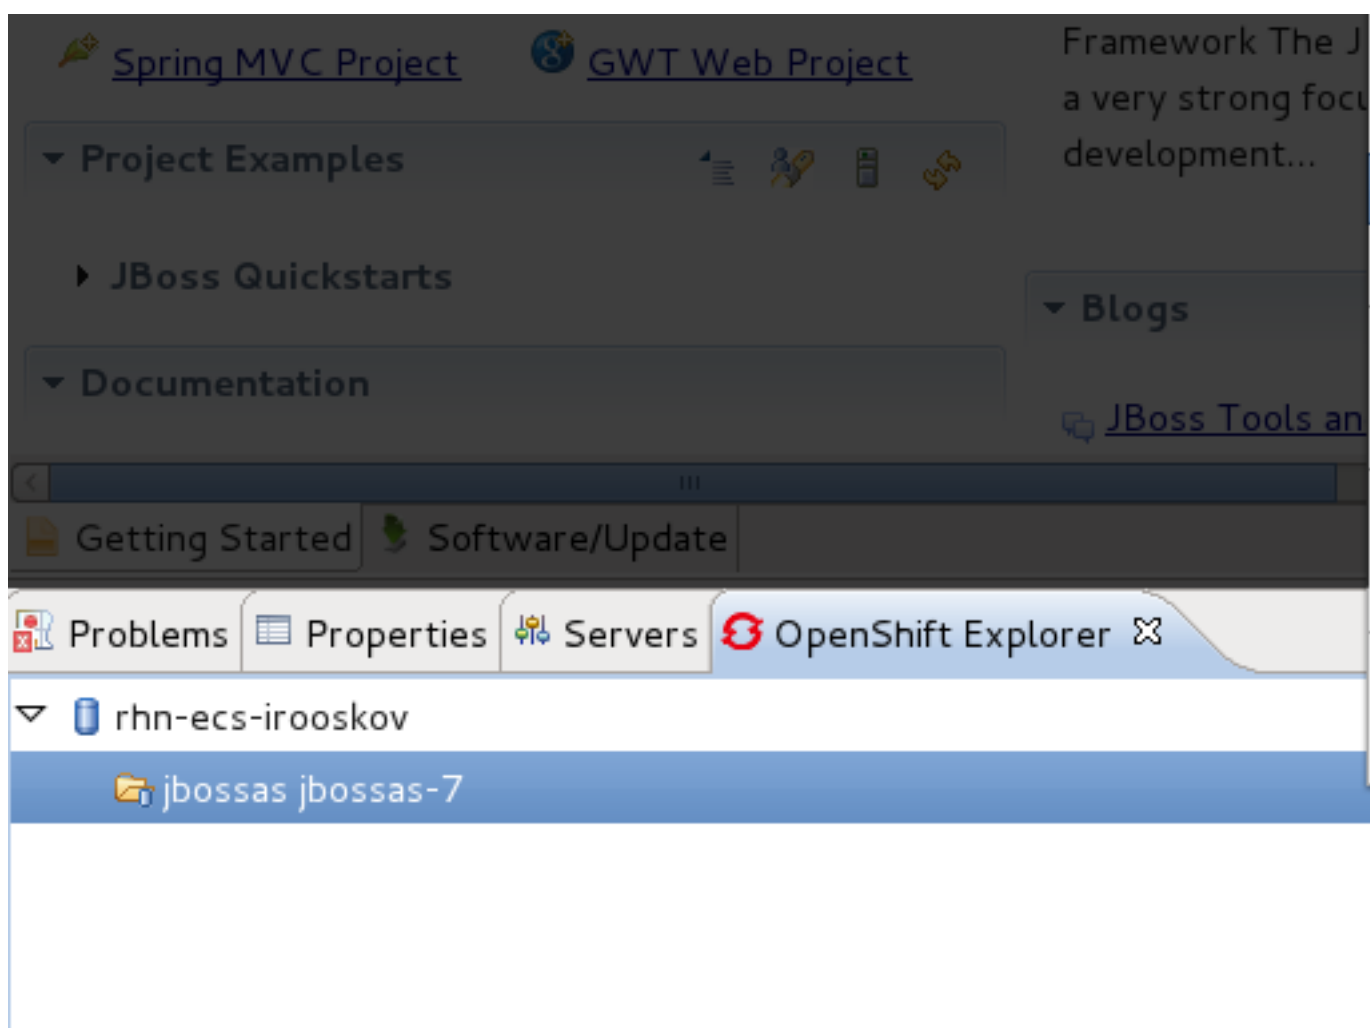 Spring MVC Project
GWT Web Project
Framework The J
a very strong focu
development...
Project Examples
JBoss Quickstarts
Blogs
Documentation
JBoss Tools an
Getting Started
Software/Update
Problems
Properties
Servers
OpenShift Explorer
rhn-ecs-irooskov
jbossas jbossas-7